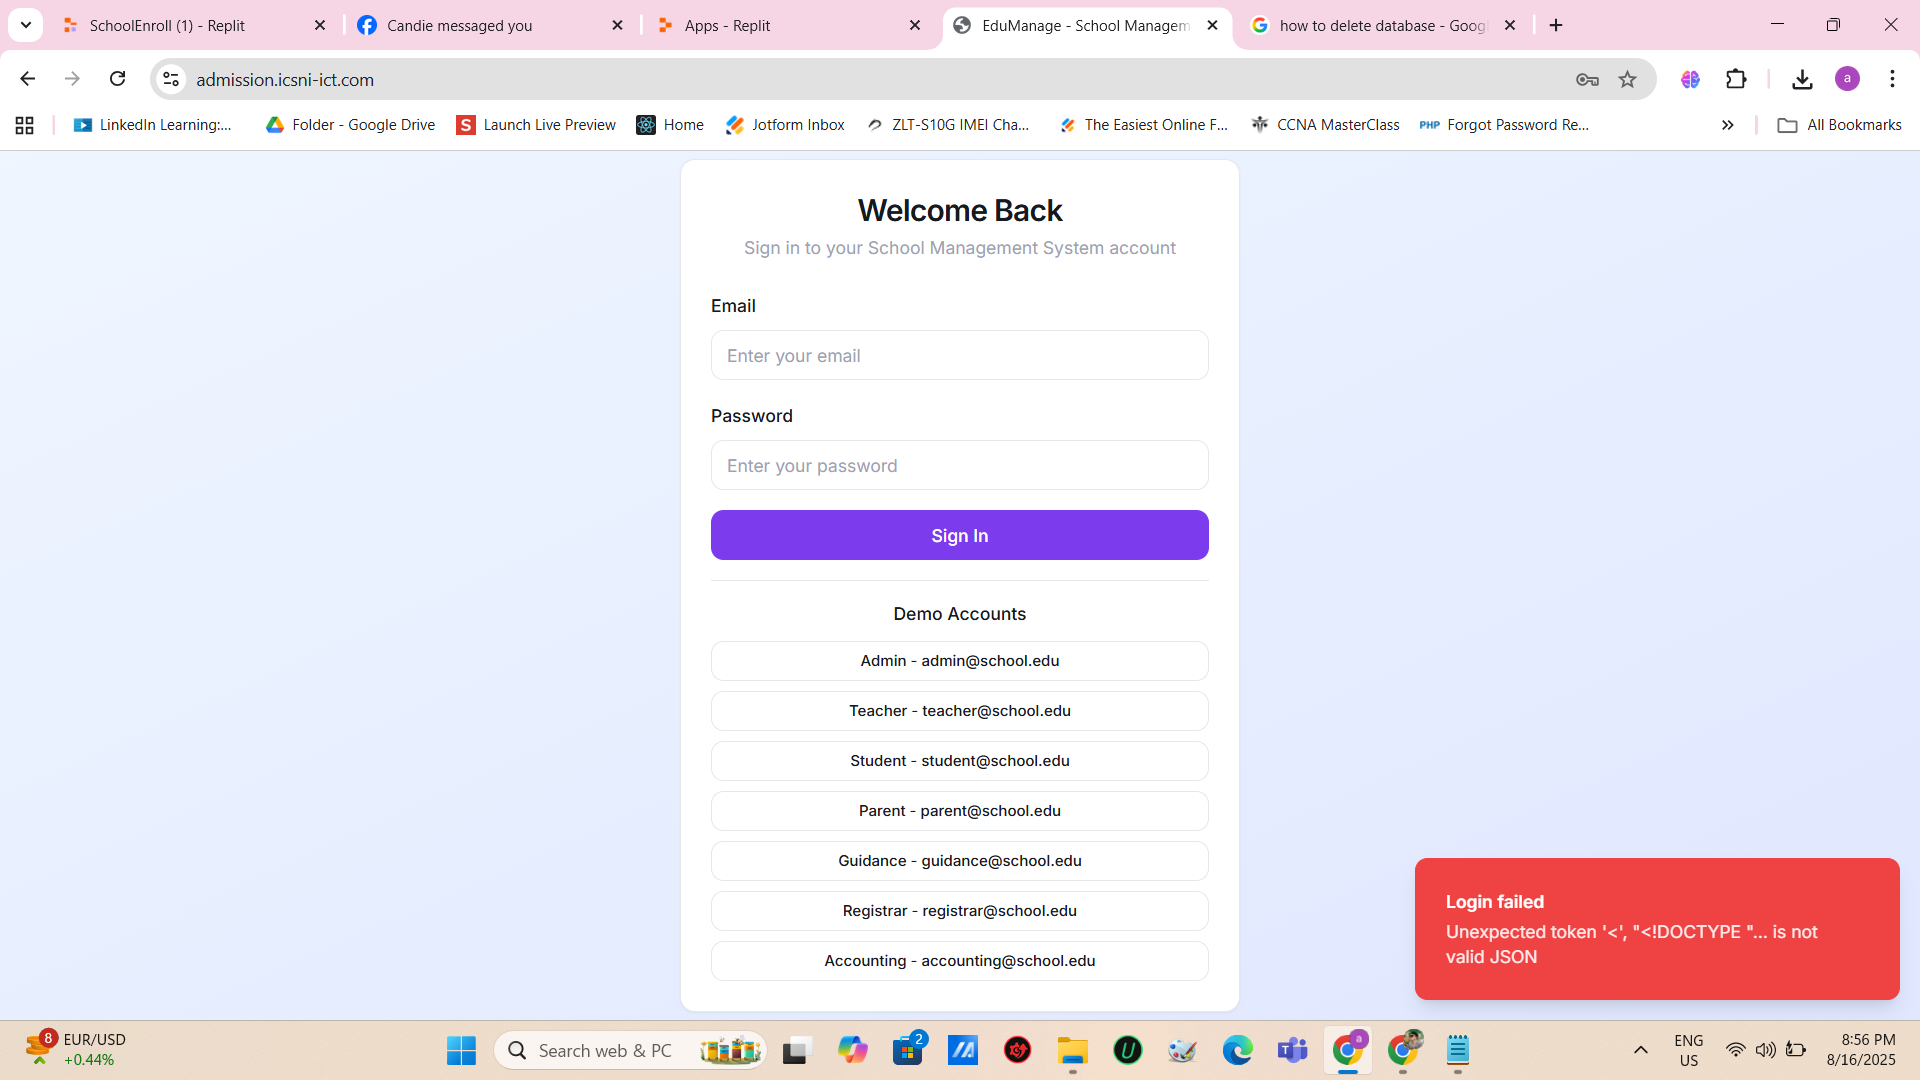 SchoolEnroll (1) - Replit
Candie messaged you
Apps - Replit
EduManage - School Managem
how to delete database - Goog
admission.icsni-ict.com
a
LinkedIn Learning:...
Folder - Google Drive
S Launch Live Preview
Home
Jotform Inbox
ZLT-S10G IMEI Cha...
The Easiest Online F...
CCNA MasterClass
PHP Forgot Password Re...
All Bookmarks
Welcome Back
Sign in to your School Management System account
Email
Enter your email
Password
Enter your password
Sign In
Demo Accounts
Admin - admin@school.edu
Teacher - teacher@school.edu
Student - student@school.edu
Parent - parent@school.edu
Guidance - guidance@school.edu
Registrar - registrar@school.edu
Accounting - accounting@school.edu
Login failed
Unexpected token '<', "<!DOCTYPE "... is not
valid JSON
8
EUR/USD
+0.44%
Search web & PC
2
U
T
a
ENG
US
8:56 PM
8/16/2025